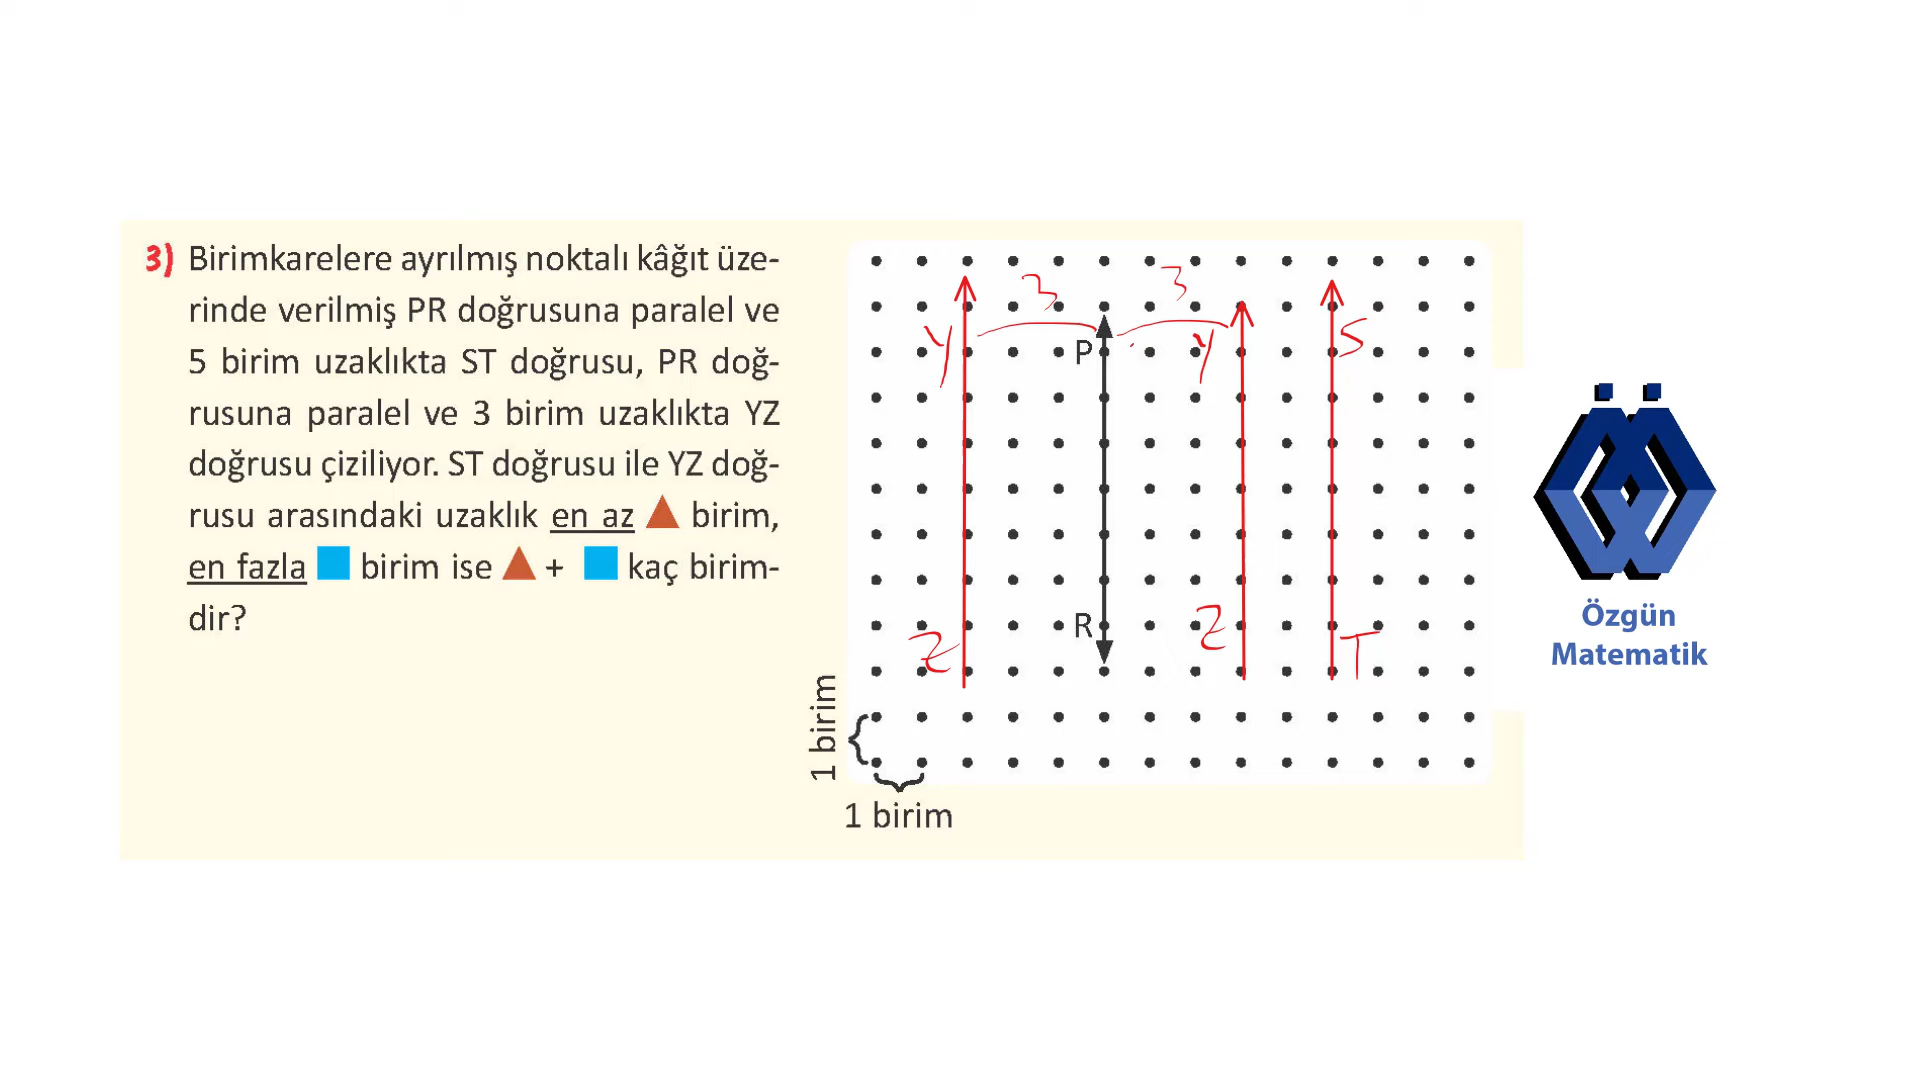 3) Birimkarelere ayrılmış noktalı kâğıt üze-
rinde verilmiş PR doğrusuna paralel ve
5 birim uzaklıkta ST doğrusu, PR doğ-
rusuna paralel ve 3 birim uzaklıkta YZ
doğrusu çiziliyor. ST doğrusu ile YZ doğ-
rusu arasındaki uzaklık en az ▲ birim,
en fazla ■ birim ise ▲ + ■ kaç birim-
dir?
3 3
Y P Y S
Z R Z T
1 birim
1 birim
Özgün
Matematik